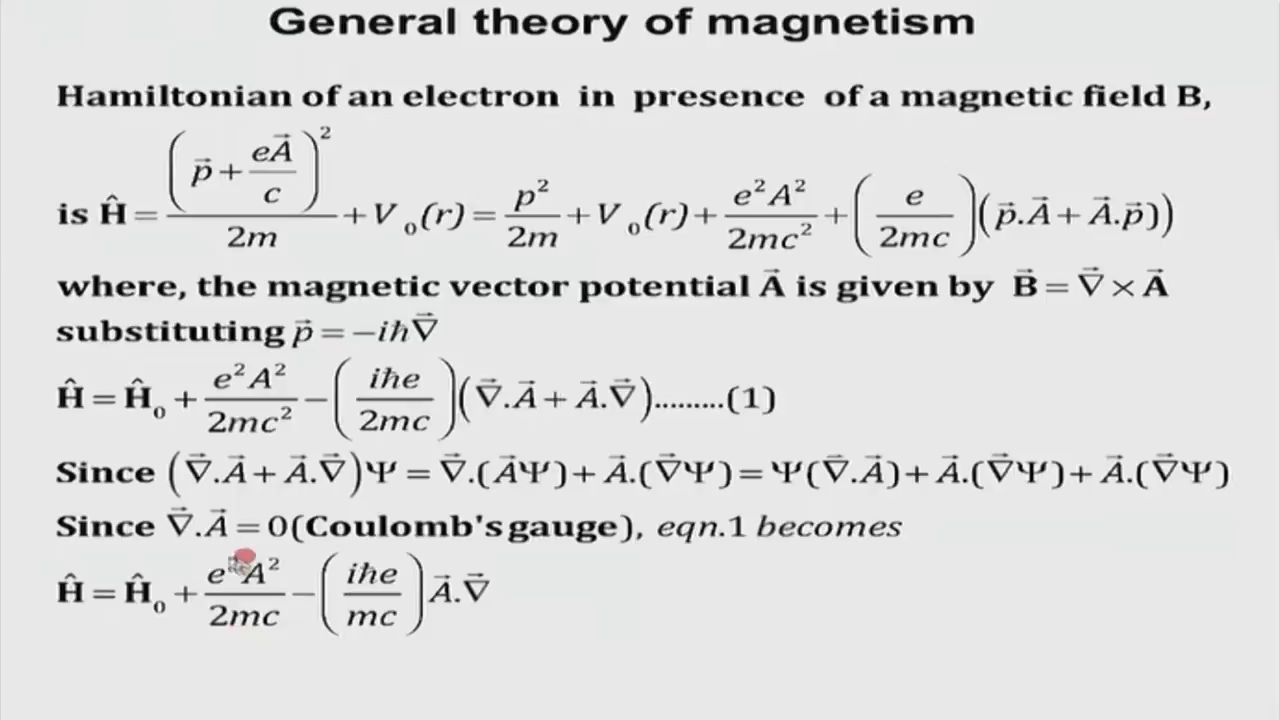 General theory of magnetism
Hamiltonian of an electron in presence of a magnetic field B,
is Ĥ = (p⃗ + eA⃗/c)² / 2m + V₀(r) = p²/2m + V₀(r) + e²A²/2mc² + (e/2mc)(p⃗.A⃗ + A⃗.p⃗))
where, the magnetic vector potential A⃗ is given by B⃗ = ∇⃗ × A⃗
substituting p⃗ = −iħ∇⃗
Ĥ = Ĥ₀ + e²A²/2mc² − (iħe/2mc)(∇⃗.A⃗ + A⃗.∇⃗).........(1)
Since (∇⃗.A⃗ + A⃗.∇⃗)Ψ = ∇⃗.(A⃗Ψ) + A⃗.(∇⃗Ψ) = Ψ(∇⃗.A⃗) + A⃗.(∇⃗Ψ) + A⃗.(∇⃗Ψ)
Since ∇⃗.A⃗ = 0(Coulomb's gauge), eqn.1 becomes
Ĥ = Ĥ₀ + e²A²/2mc − (iħe/mc) A⃗.∇⃗